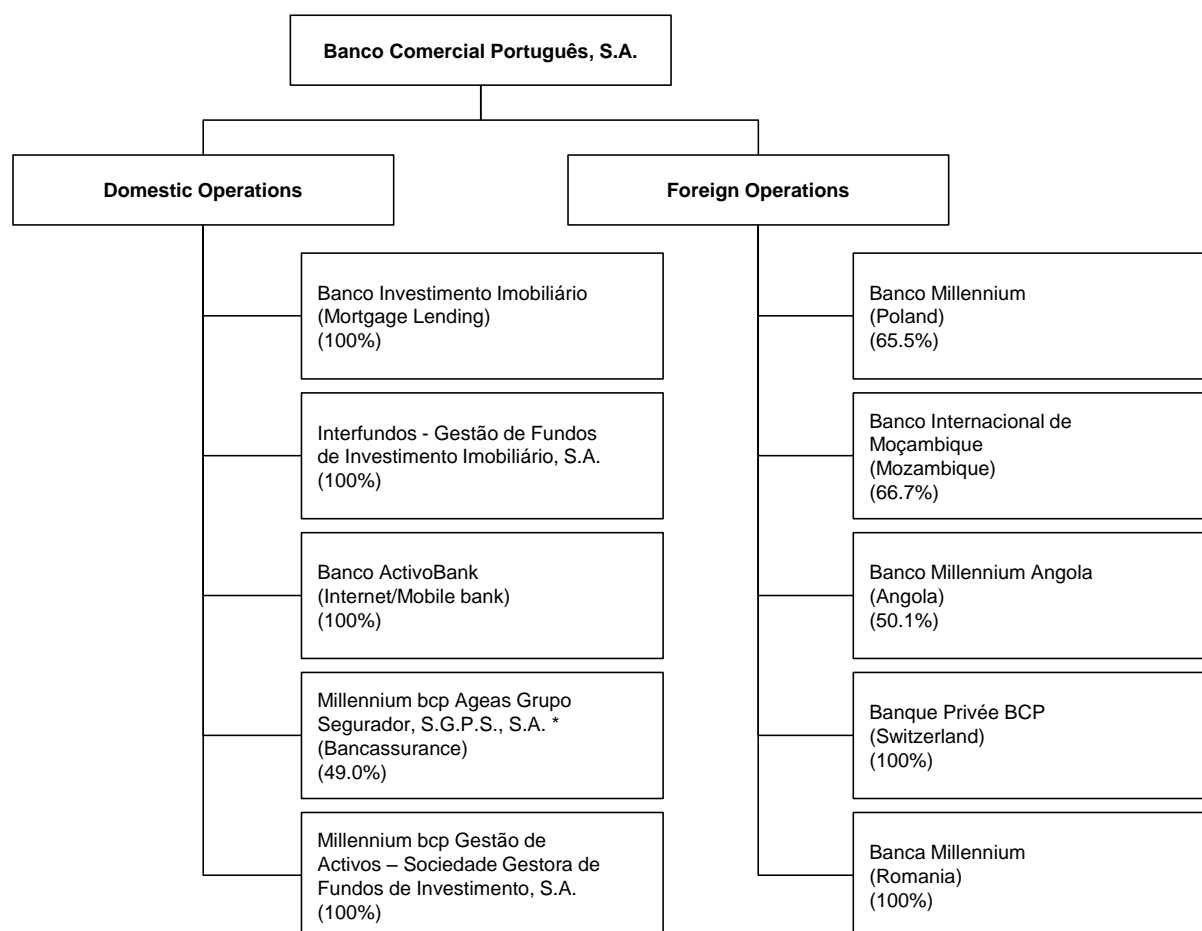 Banco Comercial Português, S.A.
Domestic Operations
Foreign Operations
Banco Investimento Imobiliário
(Mortgage Lending)
(100%)
Interfundos - Gestão de Fundos
de Investimento Imobiliário, S.A.
(100%)
Banco ActivoBank
(Internet/Mobile bank)
(100%)
Millennium bcp Ageas Grupo
Segurador, S.G.P.S., S.A. *
(Bancassurance)
(49.0%)
Millennium bcp Gestão de
Activos – Sociedade Gestora de
Fundos de Investimento, S.A.
(100%)
Banco Millennium
(Poland)
(65.5%)
Banco Internacional de
Moçambique
(Mozambique)
(66.7%)
Banco Millennium Angola
(Angola)
(50.1%)
Banque Privée BCP
(Switzerland)
(100%)
Banca Millennium
(Romania)
(100%)